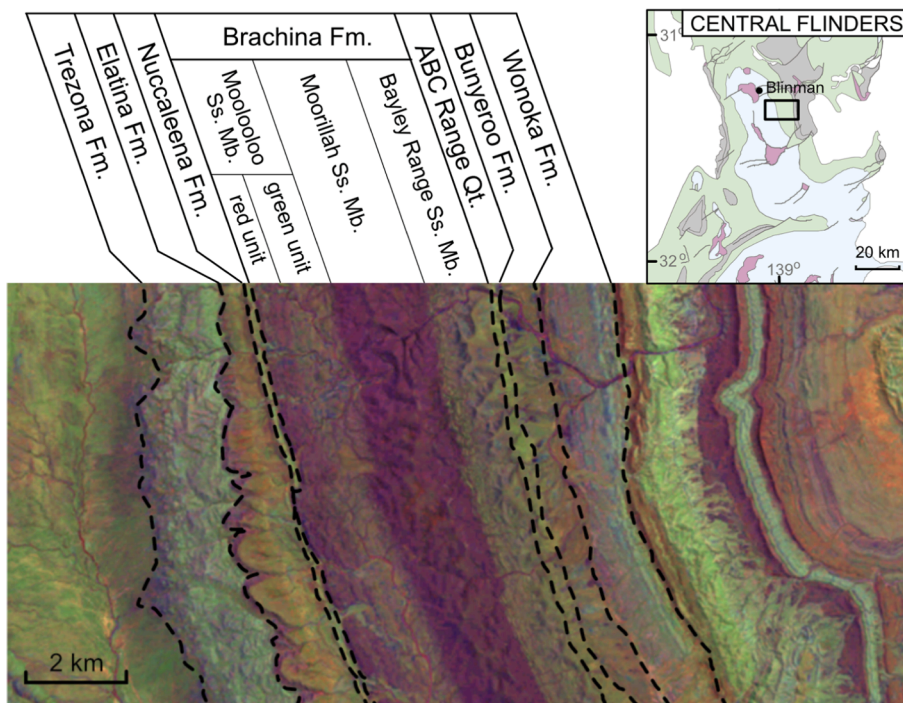 Trezona Fm.
Elatina Fm.
Nuccaleena Fm.
Brachina Fm.
Moolooloo
Ss. Mb.
red unit
green unit
Moorillah Ss. Mb.
Bayley Range Ss. Mb.
ABC Range Qt.
Bunyeroo Fm.
Wonoka Fm.
CENTRAL FLINDERS
31°
Blinman
32°
139°
20 km
2 km